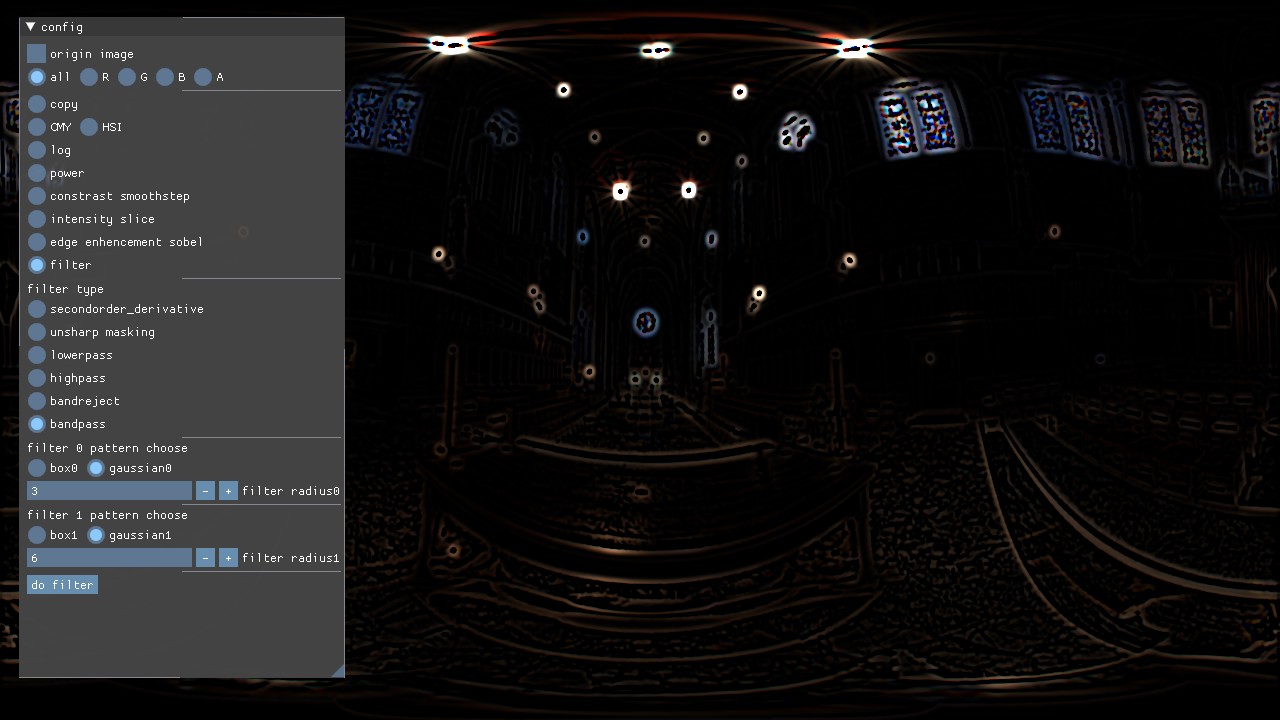 config
origin image
all R G B A
copy
CMY HSI
log
power
constrast smoothstep
intensity slice
edge enhencement sobel
filter
filter type
secondorder_derivative
unsharp masking
lowerpass
highpass
bandreject
bandpass
filter 0 pattern choose
box0 gaussian0
3 - + filter radius0
filter 1 pattern choose
box1 gaussian1
6 - + filter radius1
do filter